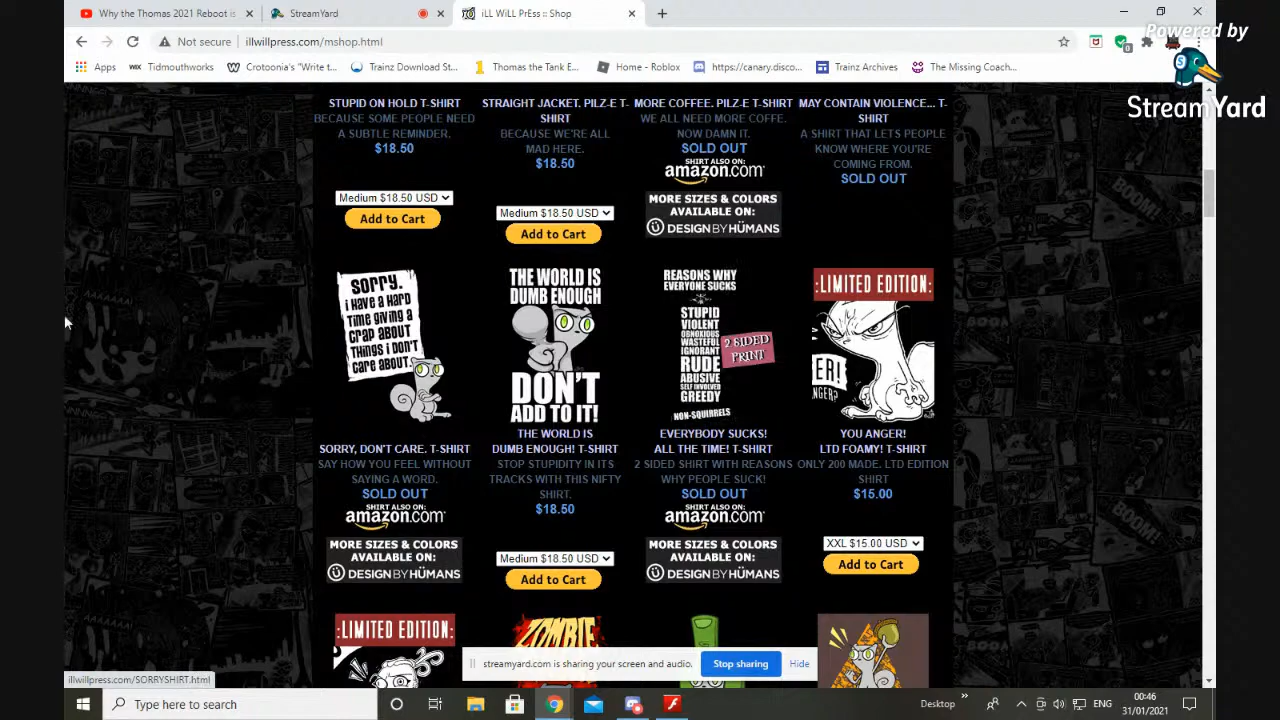 Why the Thomas 2021 Reboot is
StreamYard
iLL WiLL PrEss :: Shop
Powered by
StreamYard
Not secure
illwillpress.com/mshop.html
Apps
Tidmouthworks
Crotoonia's "Write t...
Trainz Download St...
Thomas the Tank E...
Home - Roblox
https://canary.disco...
Trainz Archives
The Missing Coach...
STUPID ON HOLD T-SHIRT
BECAUSE SOME PEOPLE NEED
A SUBTLE REMINDER.
$18.50
Medium $18.50 USD
Add to Cart
STRAIGHT JACKET. PILZ-E T-
SHIRT
BECAUSE WE'RE ALL
MAD HERE.
$18.50
Medium $18.50 USD
Add to Cart
MORE COFFEE. PILZ-E T-SHIRT
WE ALL NEED MORE COFFE.
NOW DAMN IT.
SOLD OUT
SHIRT ALSO ON:
amazon.com
MORE SIZES & COLORS
AVAILABLE ON:
DESIGN BY HÜMANS
MAY CONTAIN VIOLENCE... T-
SHIRT
A SHIRT THAT LETS PEOPLE
KNOW WHERE YOU'RE
COMING FROM.
SOLD OUT
SORRY.
i HAVE A HARD
TiME GiViNG A
CRAP ABOUT
THiNGS i DON'T
CARE ABOUT.
SORRY, DON'T CARE. T-SHIRT
SAY HOW YOU FEEL WITHOUT
SAYING A WORD.
SOLD OUT
SHIRT ALSO ON:
amazon.com
MORE SIZES & COLORS
AVAILABLE ON:
DESIGN BY HÜMANS
THE WORLD IS
DUMB ENOUGH
DON'T
ADD TO IT!
THE WORLD IS
DUMB ENOUGH! T-SHIRT
STOP STUPIDITY IN ITS
TRACKS WITH THIS NIFTY
SHIRT.
$18.50
Medium $18.50 USD
Add to Cart
REASONS WHY
EVERYONE SUCKS
STUPID
VIOLENT
OBNOXIOUS
WASTEFUL
IGNORANT
RUDE
ABUSIVE
SELF INVOLVED
GREEDY
NON-SQUIRRELS
2 SIDED
PRINT
EVERYBODY SUCKS!
ALL THE TIME! T-SHIRT
2 SIDED SHIRT WITH REASONS
WHY PEOPLE SUCK!
SOLD OUT
SHIRT ALSO ON:
amazon.com
MORE SIZES & COLORS
AVAILABLE ON:
DESIGN BY HÜMANS
:LIMITED EDITION:
ER!
NGER?
YOU ANGER!
LTD FOAMY! T-SHIRT
ONLY 200 MADE. LTD EDITION
SHIRT
$15.00
XXL $15.00 USD
Add to Cart
:LIMITED EDITION:
ZOMBIE
streamyard.com is sharing your screen and audio.
Stop sharing
Hide
illwillpress.com/SORRYSHIRT.html
Type here to search
Desktop
ENG
00:46
31/01/2021